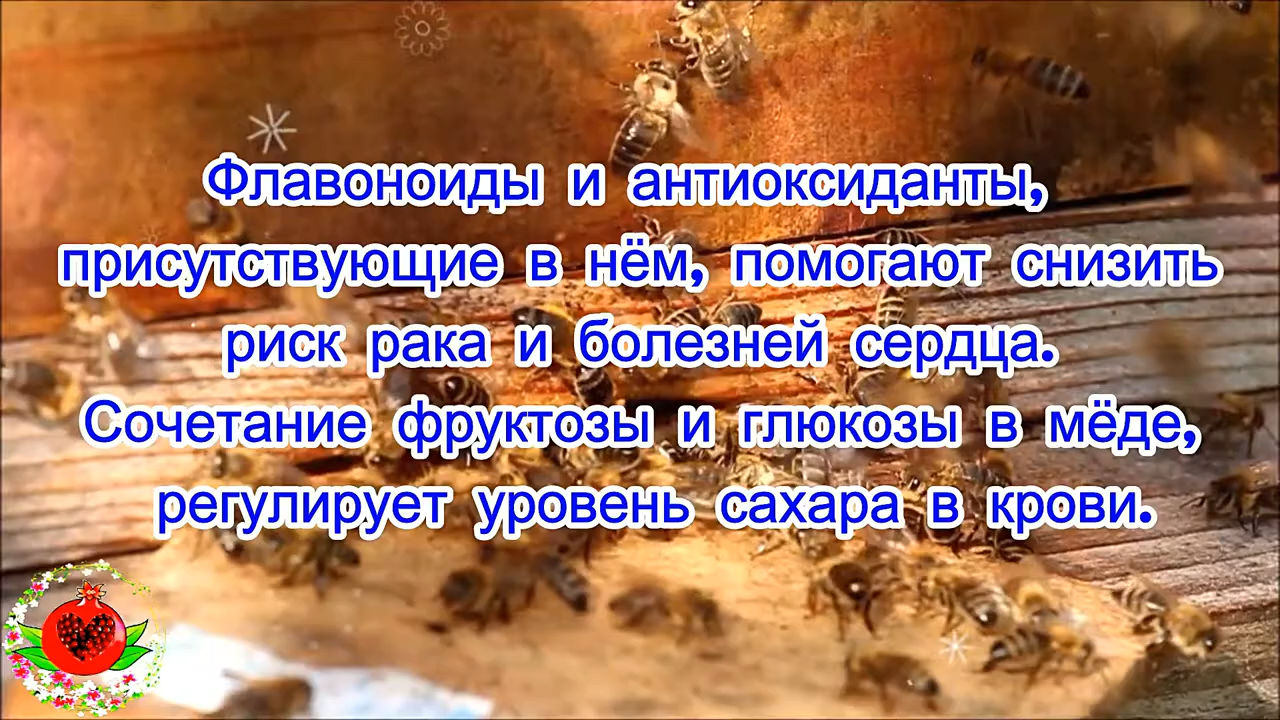 Флавоноиды и антиоксиданты,
присутствующие в нём, помогают снизить
риск рака и болезней сердца.
Сочетание фруктозы и глюкозы в мёде,
регулирует уровень сахара в крови.